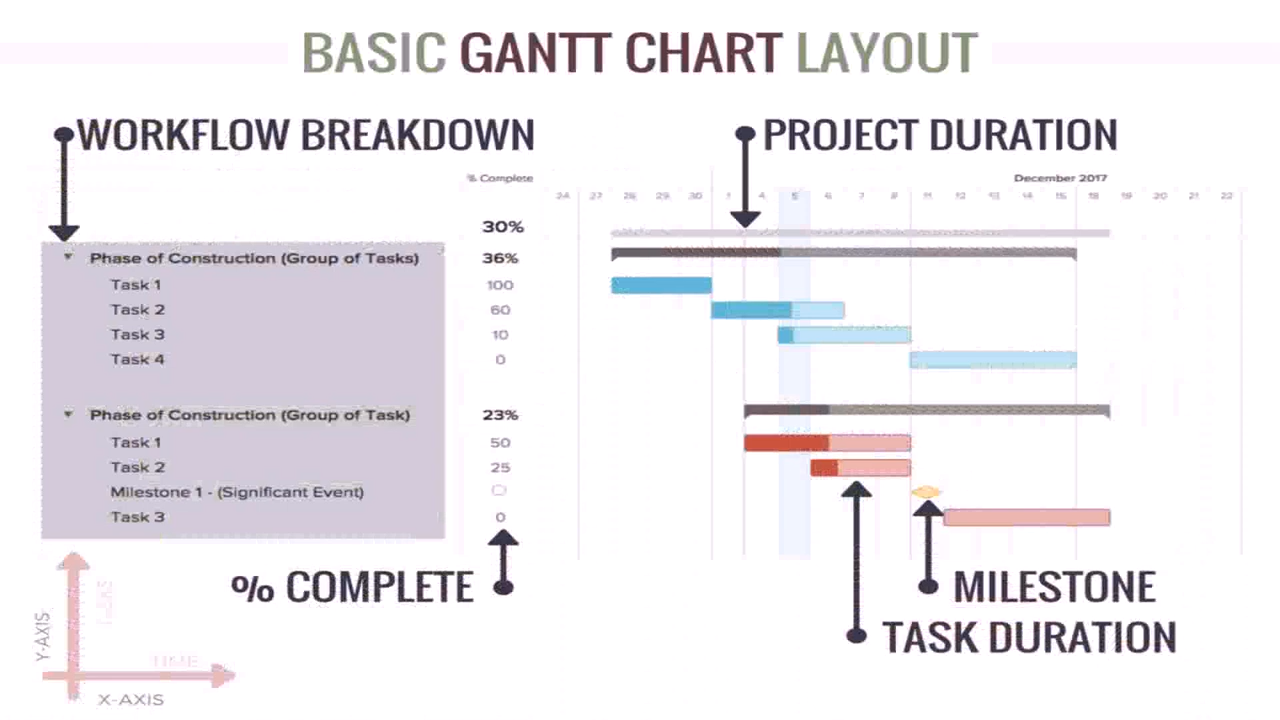 BASIC GANTT CHART LAYOUT
WORKFLOW BREAKDOWN
PROJECT DURATION
% Complete
December 2017
24 27 28 29 30 1 4 5 6 7 8 11 12 13 14 15 18 19 20 21 22
30%
Phase of Construction (Group of Tasks) 36%
Task 1 100
Task 2 60
Task 3 10
Task 4 0
Phase of Construction (Group of Task) 23%
Task 1 50
Task 2 25
Milestone 1 - (Significant Event)
Task 3 0
% COMPLETE
MILESTONE
TASK DURATION
Y-AXIS
TASKS
TIME
X-AXIS